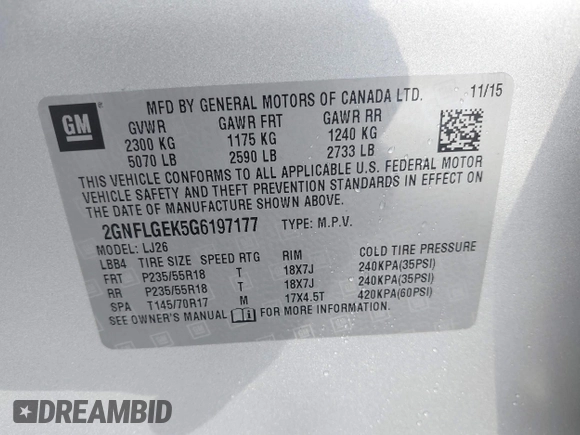 GM
MFD BY GENERAL MOTORS OF CANADA LTD. 11/15
GVWR GAWR FRT GAWR RR
2300 KG 1175 KG 1240 KG
5070 LB 2590 LB 2733 LB
THIS VEHICLE CONFORMS TO ALL APPLICABLE U.S. FEDERAL MOTOR
VEHICLE SAFETY AND THEFT PREVENTION STANDARDS IN EFFECT ON
THE DATE OF MANUFACTURE SHOWN ABOVE.
2GNFLGEK5G6197177 TYPE: M.P.V.
MODEL: LJ26
LBB4 TIRE SIZE SPEED RTG RIM COLD TIRE PRESSURE
FRT P235/55R18 T 18X7J 240KPA(35PSI)
RR P235/55R18 T 18X7J 240KPA(35PSI)
SPA T145/70R17 M 17X4.5T 420KPA(60PSI)
SEE OWNER'S MANUAL FOR MORE INFORMATION.
DREAMBID